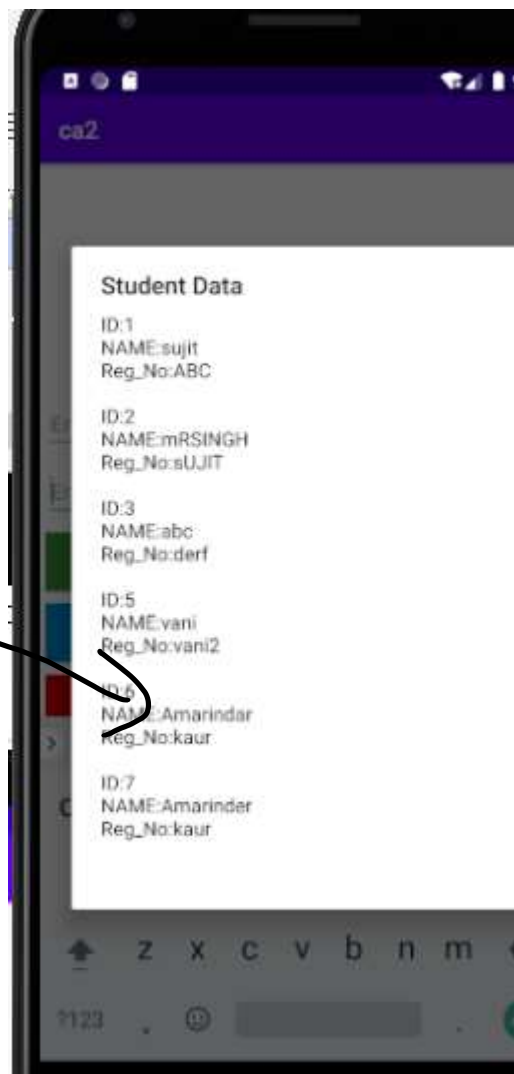 ca2
Student Data
ID:1
NAME:sujit
Reg_No:ABC
ID:2
NAME:mRSINGH
Reg_No:sUJIT
ID:3
NAME:abc
Reg_No:derf
ID:5
NAME:vani
Reg_No:vani2
ID:6
NAME:Amarindar
Reg_No:kaur
ID:7
NAME:Amarinder
Reg_No:kaur
z x c v b n m
?123 , .